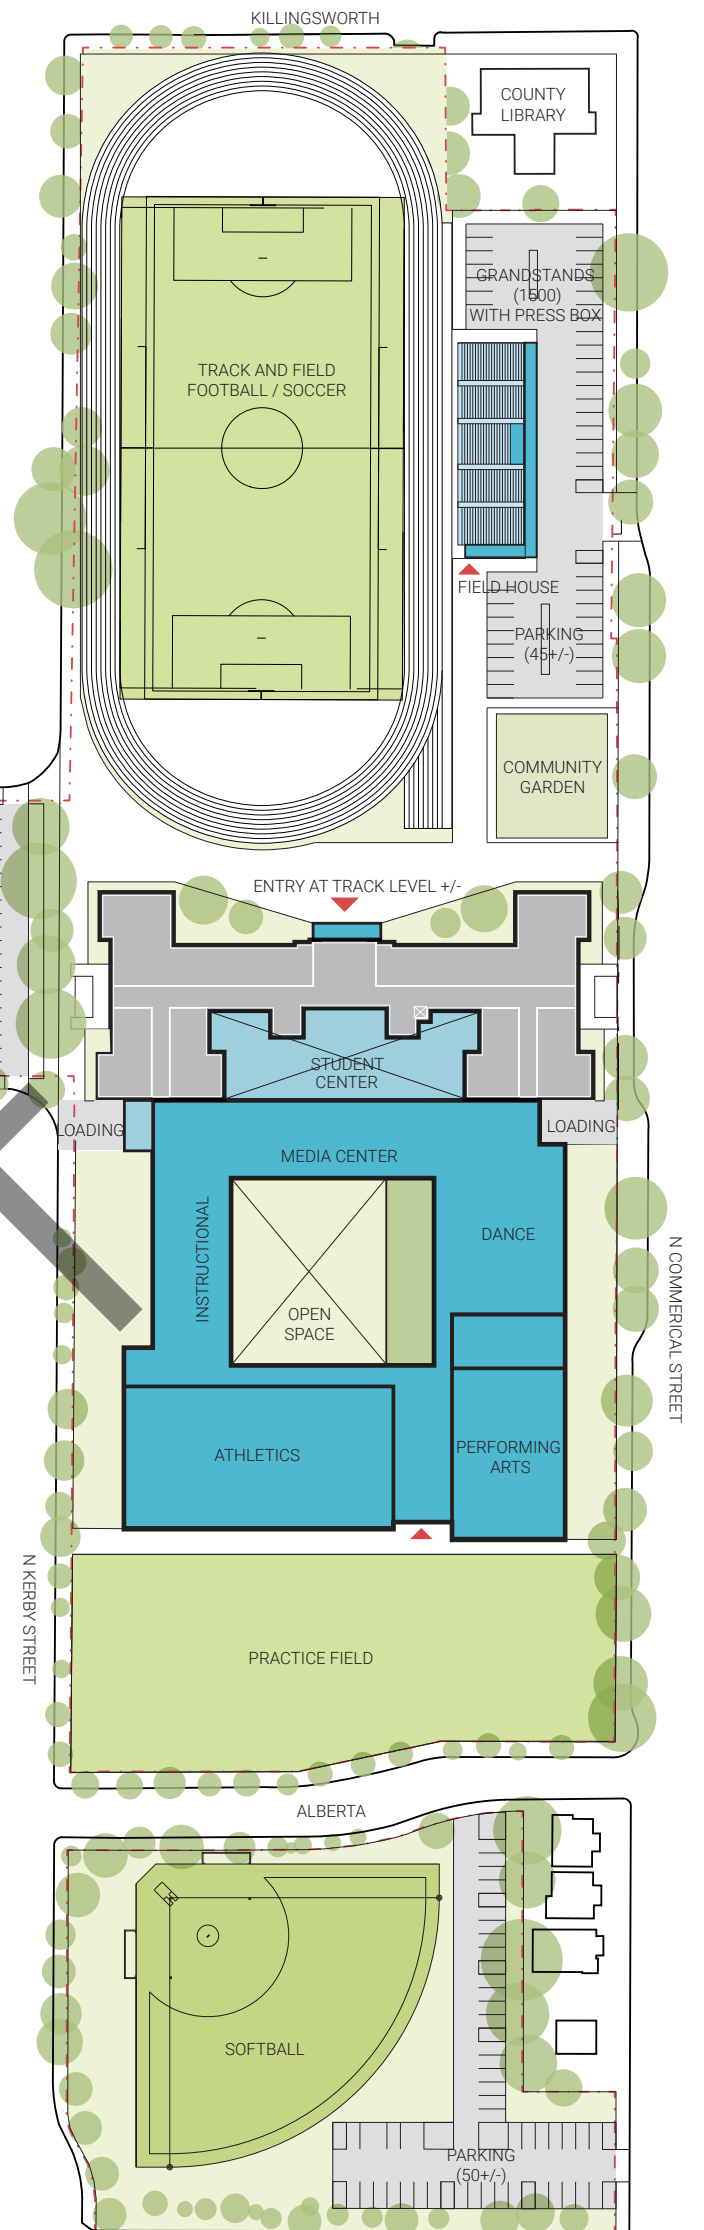 KILLINGSWORTH
COUNTY
LIBRARY
GRANDSTANDS
(1500)
WITH PRESS BOX
TRACK AND FIELD
FOOTBALL / SOCCER
FIELD HOUSE
PARKING
(45+/-)
COMMUNITY
GARDEN
ENTRY AT TRACK LEVEL +/-
STUDENT
CENTER
LOADING
LOADING
MEDIA CENTER
INSTRUCTIONAL
DANCE
OPEN
SPACE
N COMMERICAL STREET
ATHLETICS
PERFORMING
ARTS
N KERBY STREET
PRACTICE FIELD
ALBERTA
SOFTBALL
PARKING
(50+/-)